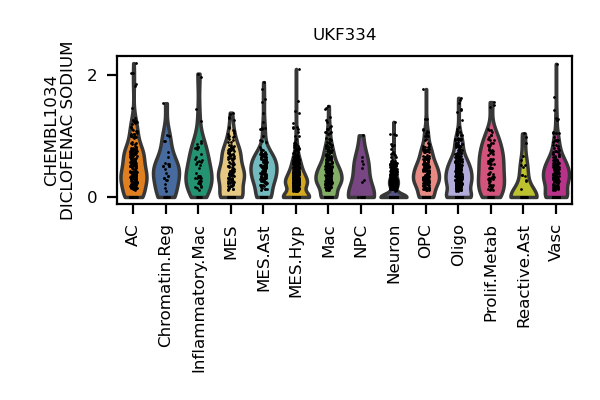 UKF334
CHEMBL1034
DICLOFENAC SODIUM
2
0
AC
Chromatin.Reg
Inflammatory.Mac
MES
MES.Ast
MES.Hyp
Mac
NPC
Neuron
OPC
Oligo
Prolif.Metab
Reactive.Ast
Vasc